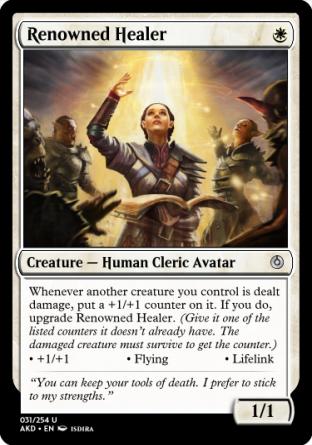 Renowned Healer
Creature — Human Cleric Avatar
Whenever another creature you control is dealt
damage, put a +1/+1 counter on it. If you do,
upgrade Renowned Healer. (Give it one of the
listed counters it doesn't already have. The
damaged creature must survive to get the counter.)
• +1/+1 • Flying • Lifelink
“You can keep your tools of death. I prefer to stick
to my strengths.”
1/1
031/254 U
AKD • EN ISDIRA